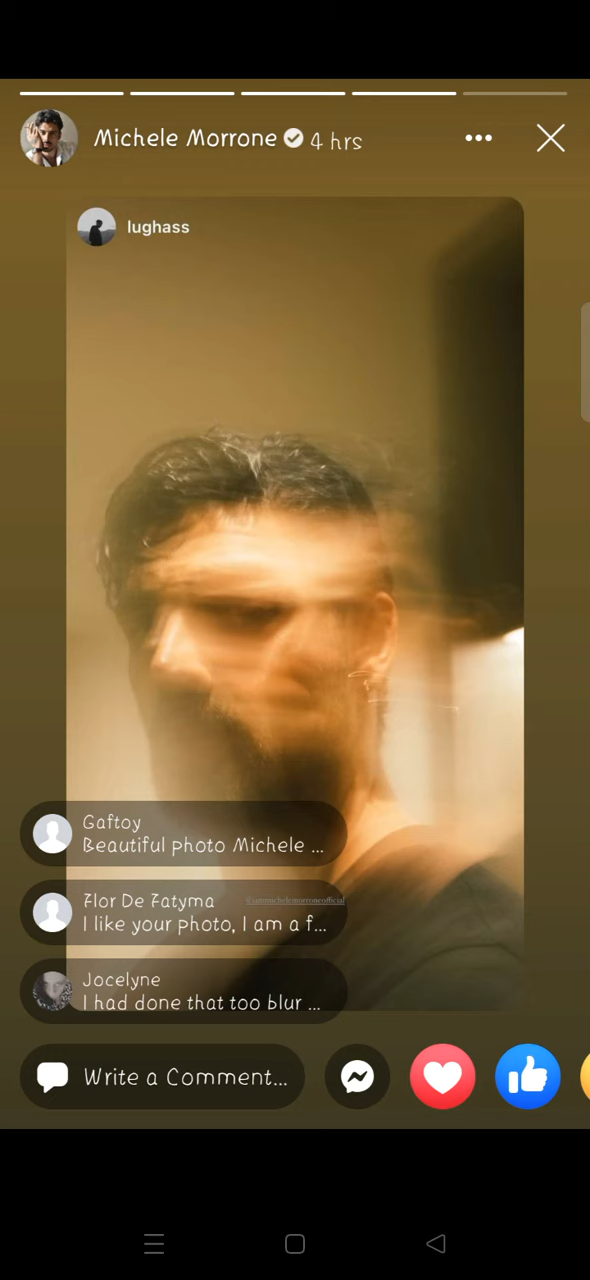 Michele Morrone 4 hrs
lughass
Gaftoy
Beautiful photo Michele ...
Flor De Fatyma
@iammichelemorroneofficial
I like your photo, I am a f...
Jocelyne
I had done that too blur ...
Write a Comment...